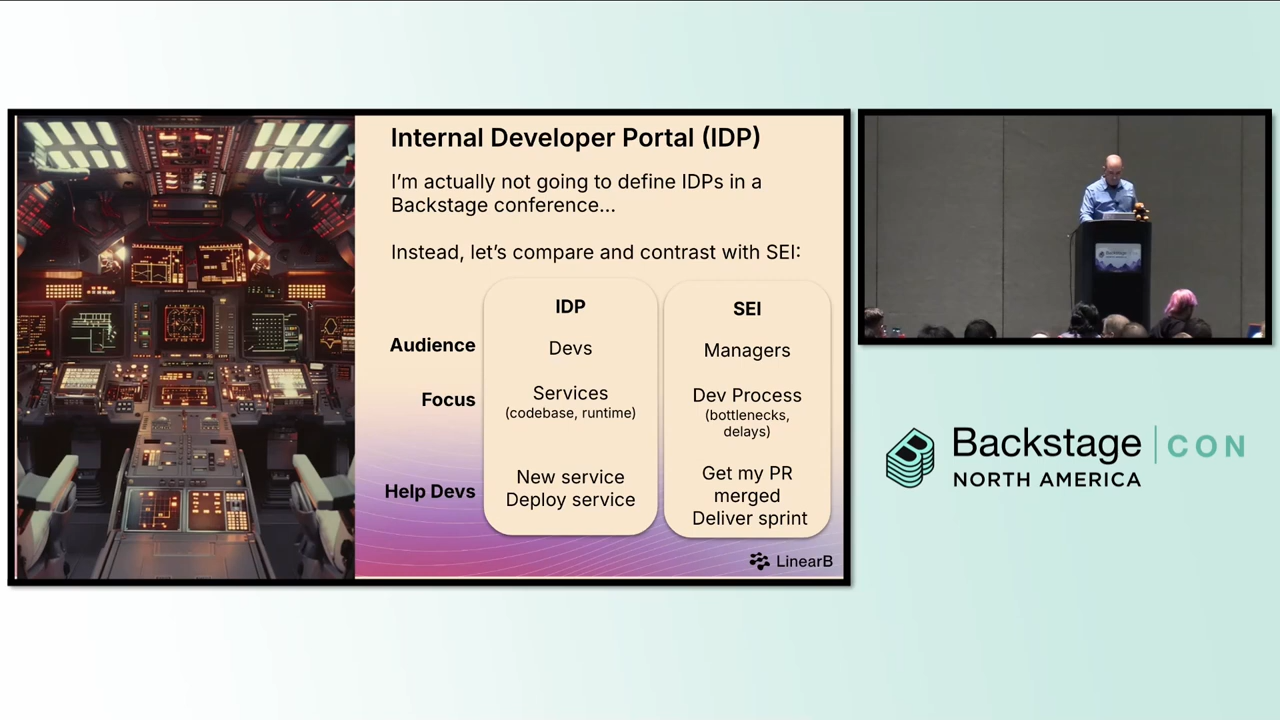 Internal Developer Portal (IDP)
I'm actually not going to define IDPs in a
Backstage conference...
Instead, let's compare and contrast with SEI:
IDP
SEI
Audience
Devs
Managers
Focus
Services
(codebase, runtime)
Dev Process
(bottlenecks,
delays)
Help Devs
New service
Deploy service
Get my PR
merged
Deliver sprint
LinearB
Backstage
Backstage | CON
NORTH AMERICA